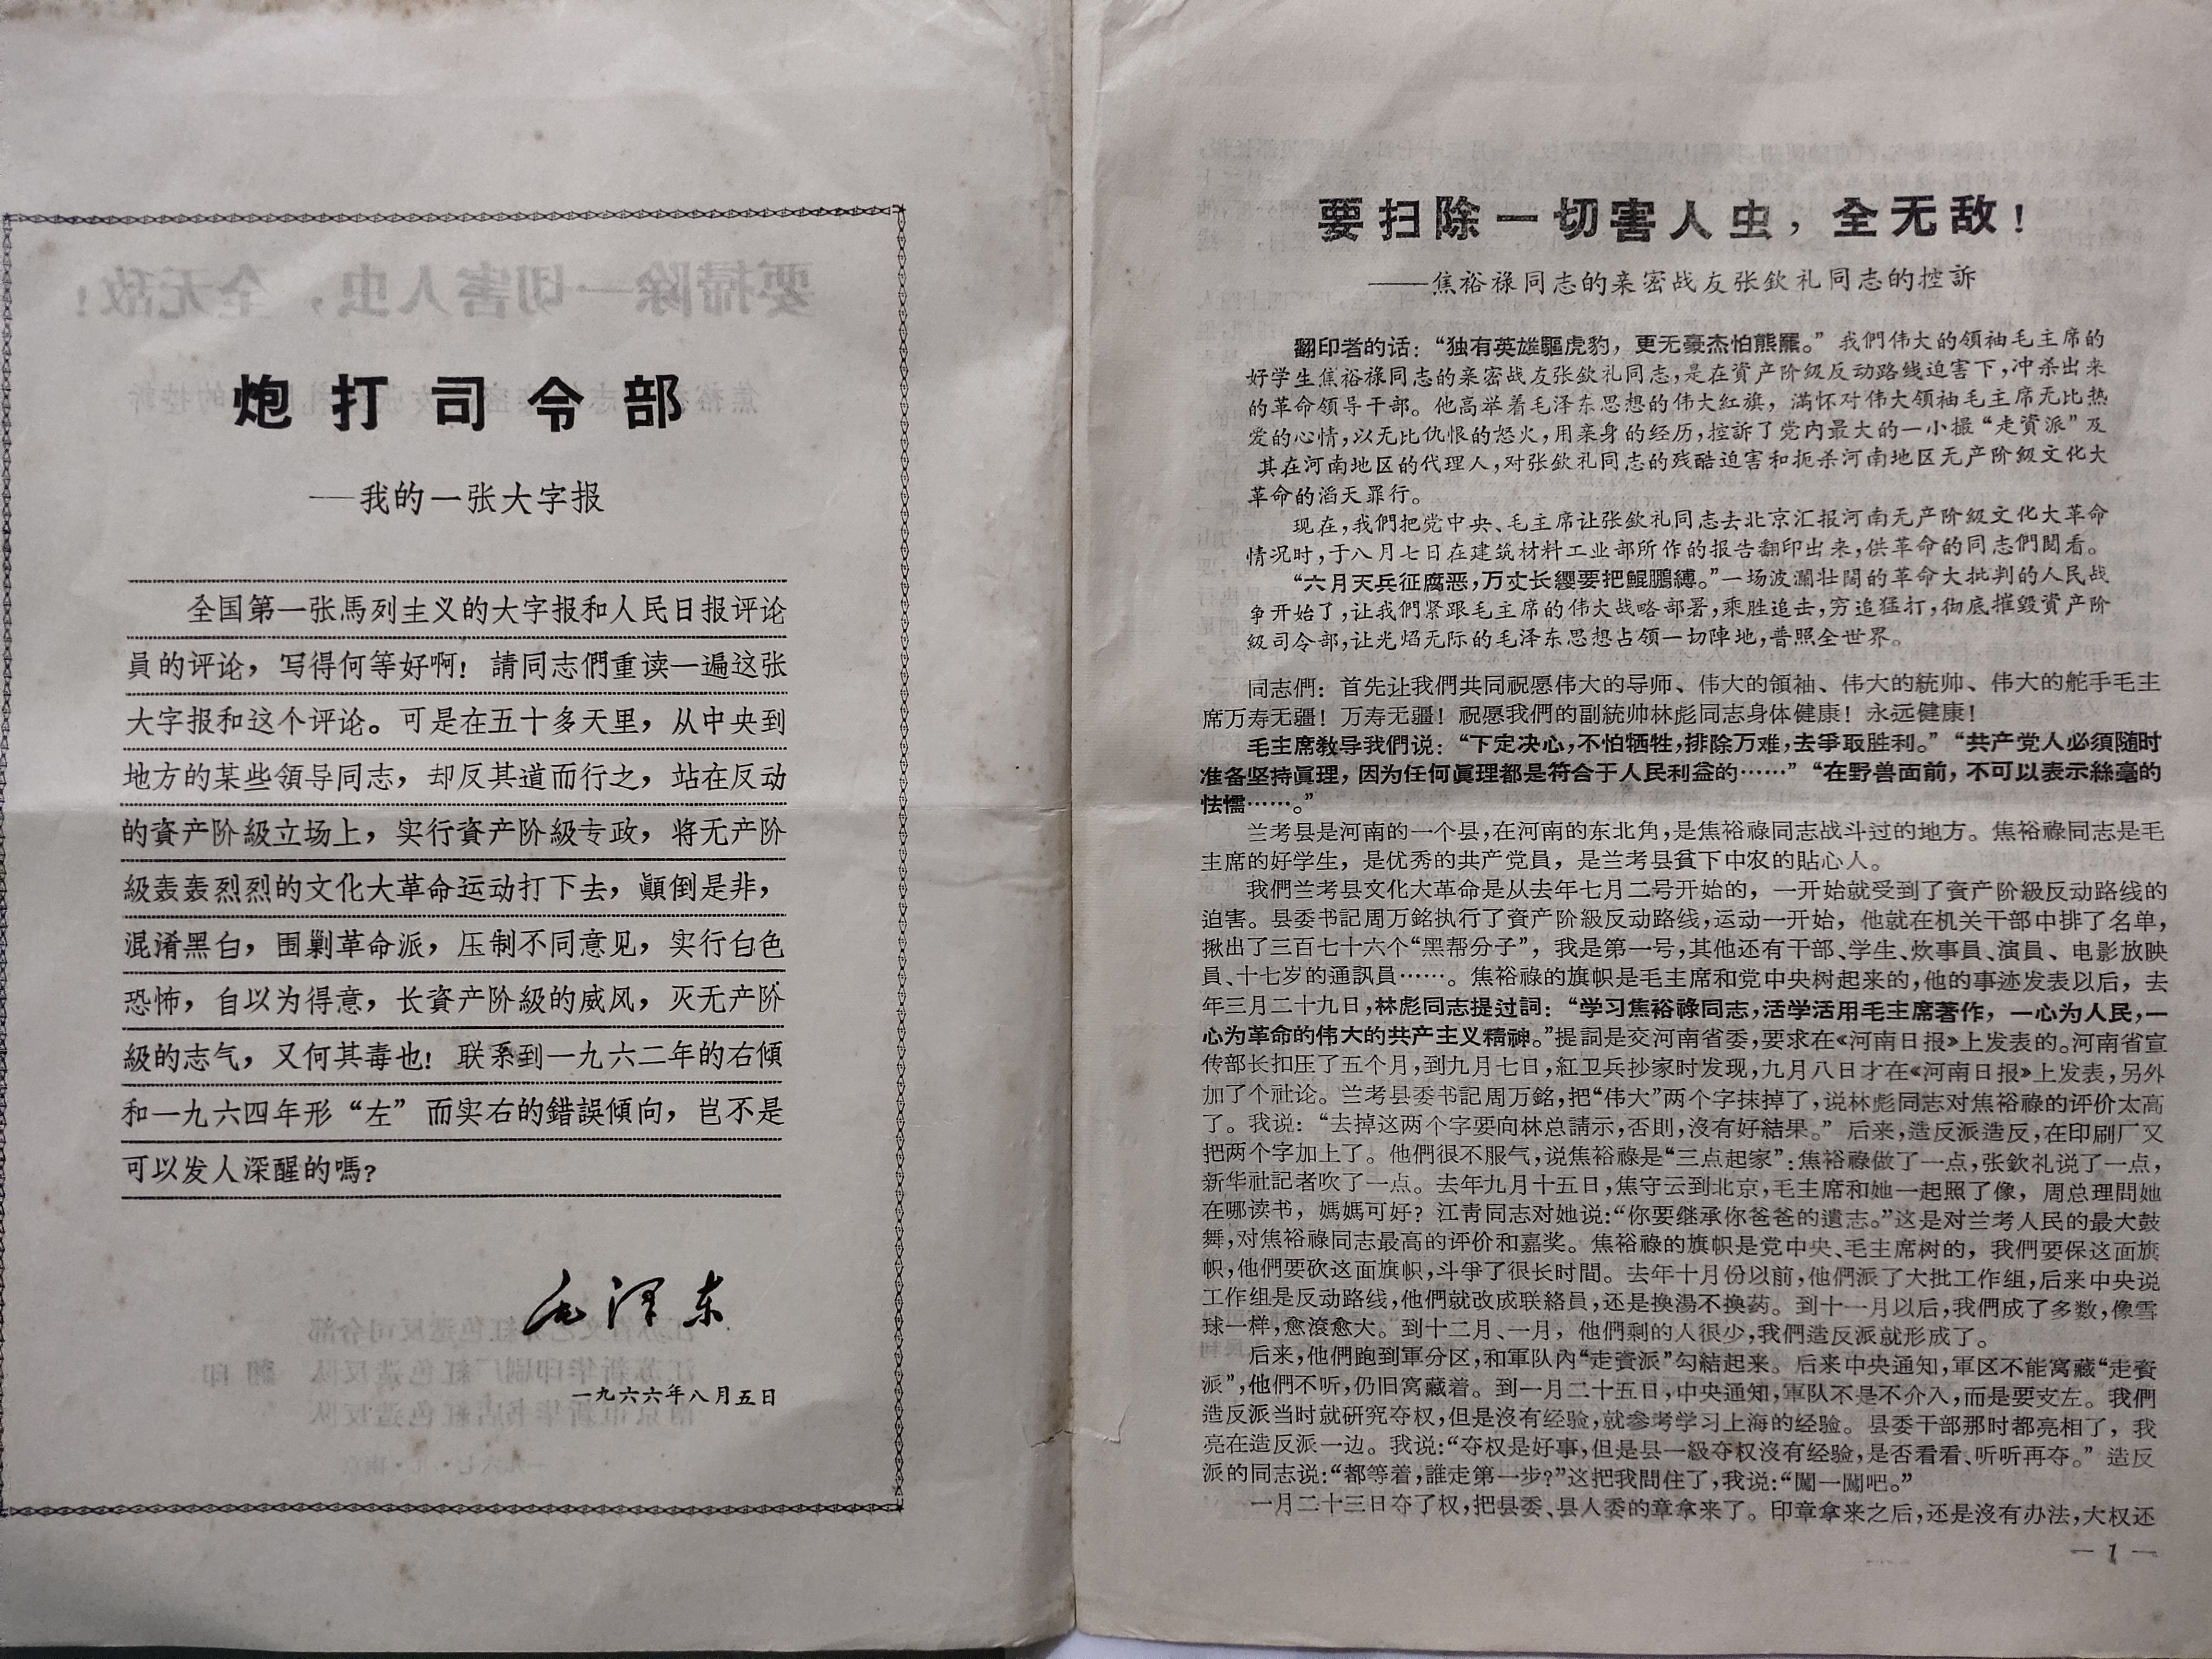 炮打司令部
——我的一张大字报
全国第一张馬列主义的大字报和人民日报评论
員的评论，写得何等好啊！請同志們重读一遍这张
大字报和这个评论。可是在五十多天里，从中央到
地方的某些領导同志，却反其道而行之，站在反动
的資产阶級立场上，实行資产阶級专政，将无产阶
級轰轰烈烈的文化大革命运动打下去，顚倒是非，
混淆黑白，围剿革命派，压制不同意见，实行白色
恐怖，自以为得意，长資产阶級的威风，灭无产阶
級的志气，又何其毒也！联系到一九六二年的右傾
和一九六四年形“左”而实右的錯誤傾向，岂不是
可以发人深醒的嗎？
毛泽东
一九六六年八月五日
要扫除一切害人虫，全无敌！
——焦裕祿同志的亲密战友张欽礼同志的控訴
翻印者的话：“独有英雄驅虎豹，更无豪杰怕熊羆。”我們伟大的領袖毛主席的
好学生焦裕祿同志的亲密战友张欽礼同志，是在資产阶級反动路线迫害下，冲杀出来
的革命领导干部。他高举着毛泽东思想的伟大紅旗，滿怀对伟大领袖毛主席无比热
爱的心情，以无比仇恨的怒火，用亲身的经历，控訴了党内最大的一小撮“走資派”及
其在河南地区的代理人，对张欽礼同志的残酷迫害和扼杀河南地区无产阶級文化大
革命的滔天罪行。
现在，我們把党中央、毛主席让张欽礼同志去北京汇报河南无产阶級文化大革命
情况时，于八月七日在建筑材料工业部所作的报告翻印出来，供革命的同志們閱看。
“六月天兵征腐恶，万丈长纓要把鯤鵬縛。”一场波瀾壮闊的革命大批判的人民战
争开始了，让我們紧跟毛主席的伟大战略部署，乘胜追击，穷追猛打，彻底摧毁資产阶
級司令部，让光焰无际的毛泽东思想占领一切陣地，普照全世界。
同志們：首先让我們共同祝愿伟大的导师、伟大的領袖、伟大的統帅、伟大的舵手毛主
席万寿无疆！万寿无疆！祝愿我們的副統帅林彪同志身体健康！永远健康！
毛主席敎导我們说：“下定决心，不怕牺牲，排除万难，去爭取胜利。”“共产党人必須随时
准备坚持眞理，因为任何眞理都是符合于人民利益的……”“在野兽面前，不可以表示絲毫的
怯懦……。”
兰考县是河南的一个县，在河南的东北角，是焦裕祿同志战斗过的地方。焦裕祿同志是毛
主席的好学生，是优秀的共产党員，是兰考县貧下中农的貼心人。
我們兰考县文化大革命是从去年七月二号开始的，一开始就受到了資产阶級反动路线的
迫害。县委书記周万銘执行了資产阶級反动路线，运动一开始，他就在机关干部中排了名单，
揪出了三百七十六个“黑帮分子”，我是第一号，其他还有干部、学生、炊事員、演員、电影放映
員、十七岁的通訊員……。焦裕祿的旗帜是毛主席和党中央树起来的，他的事迹发表以后，去
年三月二十九日，林彪同志提过詞：“学习焦裕祿同志，活学活用毛主席著作，一心为人民，一
心为革命的伟大的共产主义精神。”提詞是交河南省委，要求在《河南日报》上发表的。河南省宣
传部长扣压了五个月，到九月七日，紅卫兵抄家时发现，九月八日才在《河南日报》上发表，另外
加了个社论。兰考县委书記周万銘，把“伟大”两个字抹掉了，说林彪同志对焦裕祿的评价太高
了。我说：“去掉这两个字要向林总請示，否則，沒有好結果。”后来，造反派造反，在印刷厂又
把两个字加上了。他們很不服气，说焦裕祿是“三点起家”：焦裕祿做了一点，张欽礼说了一点，
新华社記者吹了一点。去年九月十五日，焦守云到北京，毛主席和她一起照了像，周总理問她
在哪读书，媽媽可好？江靑同志对她说：“你要继承你爸爸的遺志。”这是对兰考人民的最大鼓
舞，对焦裕祿同志最高的评价和嘉奖。焦裕祿的旗帜是党中央、毛主席树的，我們要保这面旗
帜，他們要砍这面旗帜，斗爭了很长时間。去年十月份以前，他們派了大批工作组，后来中央说
工作组是反动路线，他們就改成联絡員，还是换湯不换药。到十一月以后，我們成了多数，像雪
球一样，愈滾愈大。到十二月、一月，他們剩的人很少，我們造反派就形成了。
后来，他們跑到軍分区，和軍队內“走資派”勾結起来。后来中央通知，軍区不能窝藏“走資
派”，他們不听，仍旧窝藏着。到一月二十五日，中央通知，軍队不是不介入，而是要支左。我們
造反派当时就研究夺权，但是沒有经验，就参考学习上海的经验。县委干部那时都亮相了，我
亮在造反派一边。我说：“夺权是好事，但是县一級夺权沒有经验，是否看看、听听再夺。”造反
派的同志说：“都等着，誰走第一步？”这把我問住了，我说：“闖一闖吧。”
一月二十三日夺了权，把县委、县人委的章拿来了。印章拿来之后，还是沒有办法，大权还
— 1 —